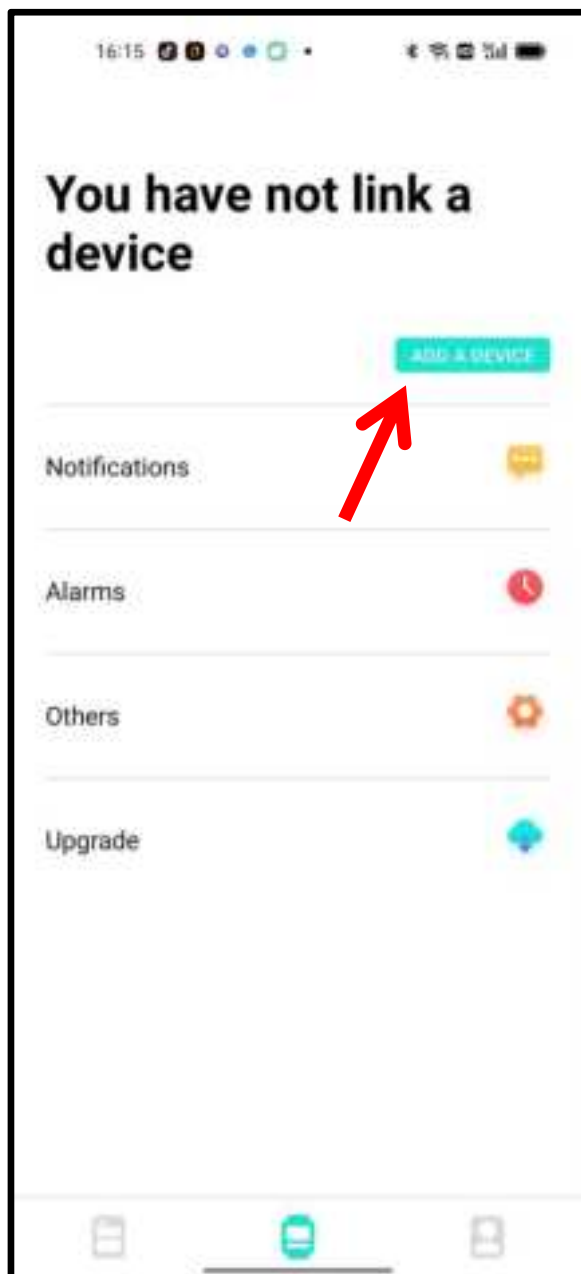 16:15
You have not link a
device
ADD A DEVICE
Notifications
Alarms
Others
Upgrade